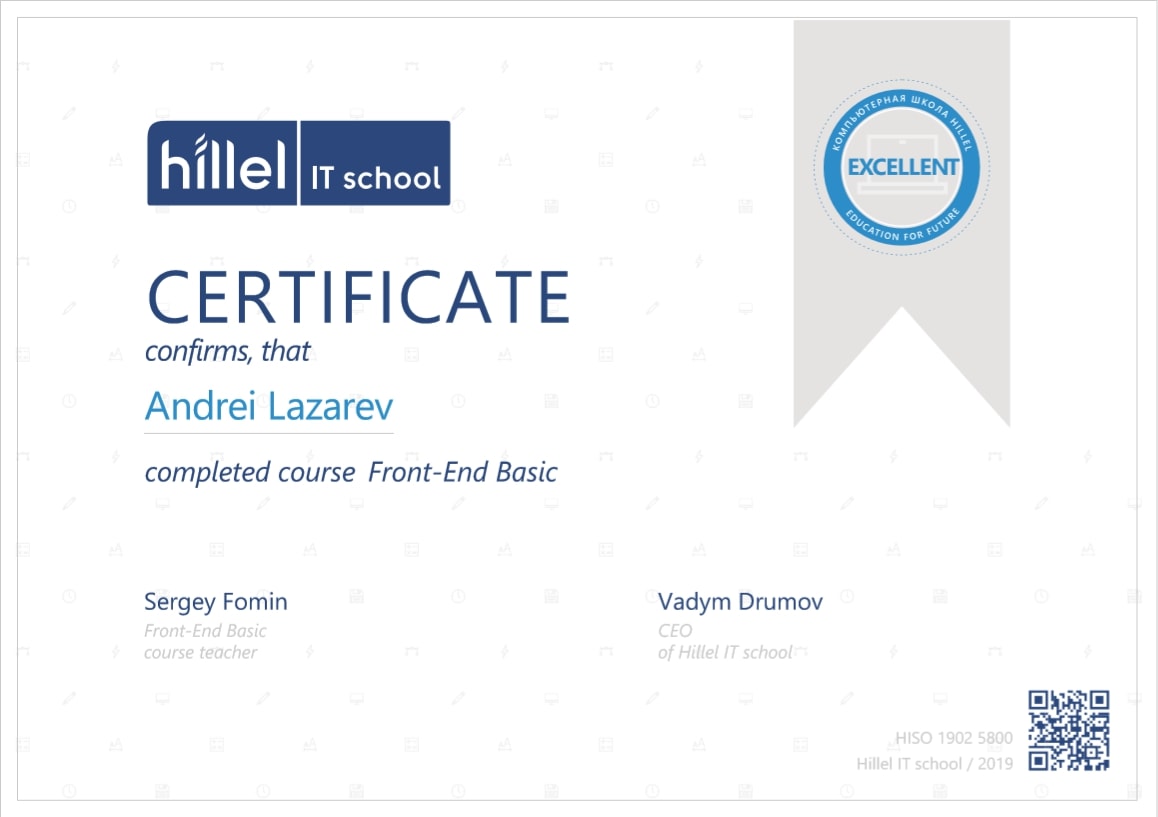 КОМПЬЮТЕРНАЯ ШКОЛА HILLEL
EXCELLENT
EDUCATION FOR FUTURE
hillel IT school
CERTIFICATE
confirms, that
Andrei Lazarev
completed course Front-End Basic
Sergey Fomin
Front-End Basic
course teacher
Vadym Drumov
CEO
of Hillel IT school
HISO 1902 5800
Hillel IT school / 2019